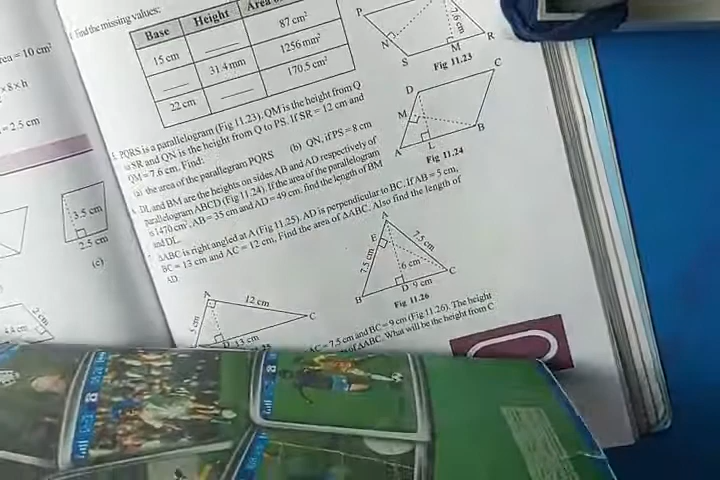 find the missing values:
Base Height
15 cm 87 cm²
31.4 mm 1256 mm²
22 cm 170.5 cm²
rea = 10 cm²
× 8 × h
= 2.5 cm
P
N
S
M
R
7.6 cm
Fig 11.23
PQRS is a parallelogram (Fig 11.23). QM is the height from Q
to SR and QN is the height from Q to PS. If SR = 12 cm and
QM = 7.6 cm. Find:
the area of the parallegram PQRS (b) QN, if PS = 8 cm
DL and BM are the heights on sides AB and AD respectively of
parallelogram ABCD (Fig 11.24). If the area of the parallelogram
is 1470 cm², AB = 35 cm and AD = 49 cm, find the length of BM
and DL.
D
C
M
A
L
B
Fig 11.24
ΔABC is right angled at A (Fig 11.25). AD is perpendicular to BC. If AB = 5 cm,
BC = 13 cm and AC = 12 cm, Find the area of ΔABC. Also find the length of
AD.
3.5 cm
2.5 cm
(c)
A
12 cm
C
13 cm
A
E
7.5 cm
7.5 cm
6 cm
B
D
9 cm
C
Fig 11.26
AC = 7.5 cm and BC = 9 cm (Fig 11.26). The height
of ΔABC. What will be the height from C
2 cm